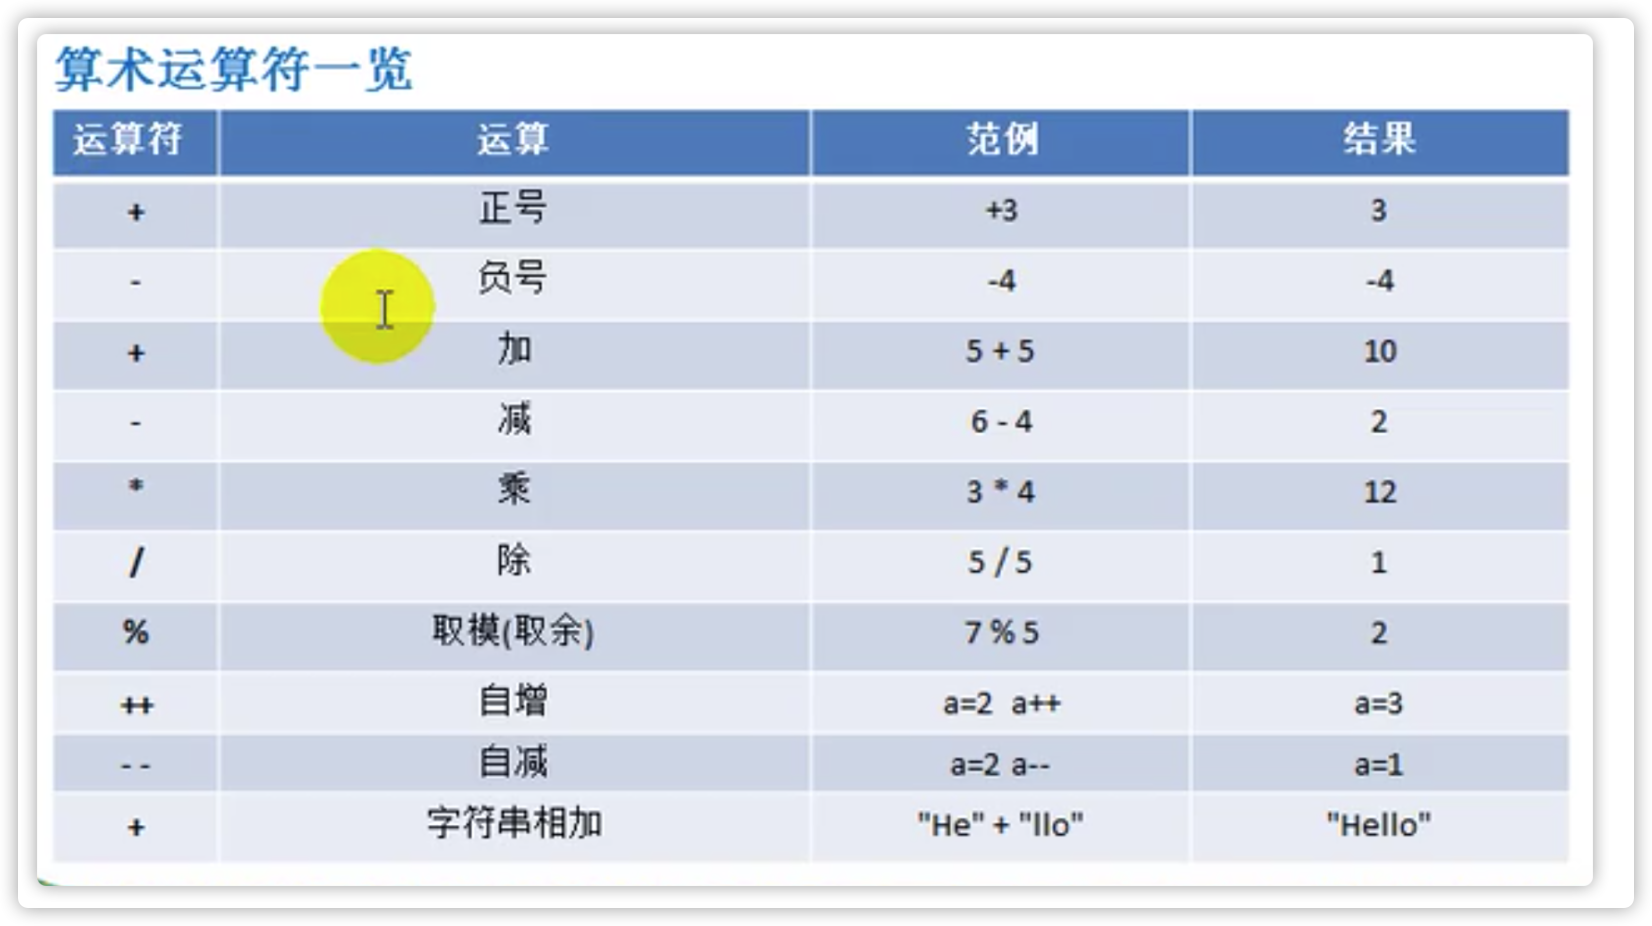 算术运算符一览
运算符 运算 范例 结果
+ 正号 +3 3
- 负号 -4 -4
+ 加 5 + 5 10
- 减 6 - 4 2
* 乘 3 * 4 12
/ 除 5 / 5 1
% 取模(取余) 7 % 5 2
++ 自增 a=2 a++ a=3
-- 自减 a=2 a-- a=1
+ 字符串相加 "He" + "llo" "Hello"